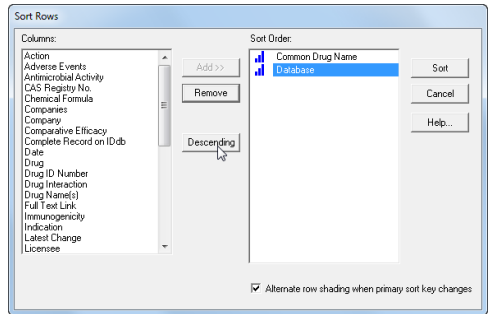 Sort Rows
Columns:
Action
Adverse Events
Antimicrobial Activity
CAS Registry No.
Chemical Formula
Companies
Company
Comparative Efficacy
Complete Record on IDdb
Date
Drug
Drug ID Number
Drug Interaction
Drug Name(s)
Full Text Link
Immunogenicity
Indication
Latest Change
Licensee
Add >>
Remove
Descending
Sort Order:
Common Drug Name
Database
Sort
Cancel
Help...
Alternate row shading when primary sort key changes